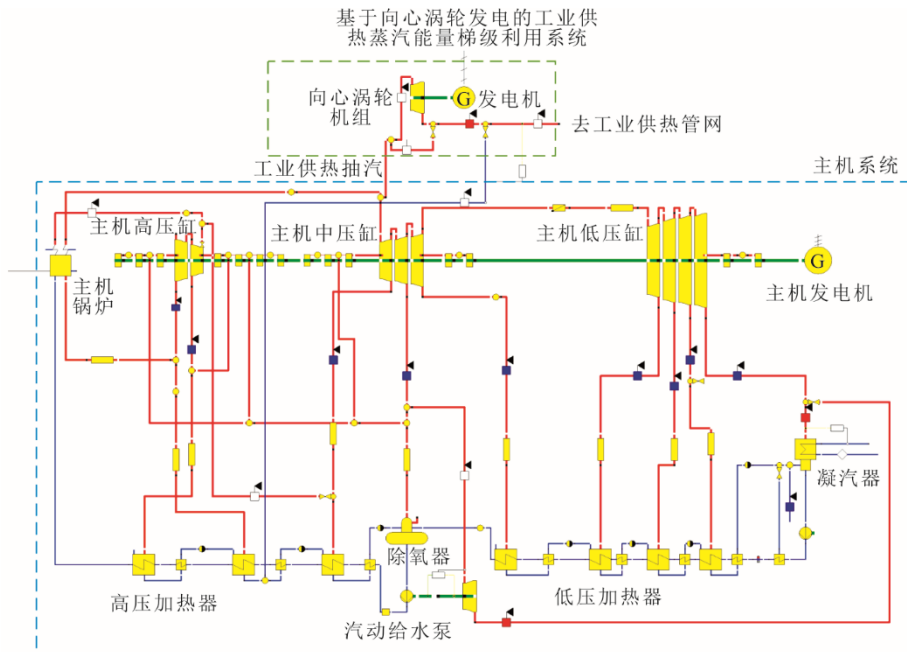 基于向心涡轮发电的工业供
热蒸汽能量梯级利用系统
向心涡轮
机组
G
发电机
去工业供热管网
工业供热抽汽
主机系统
主机高压缸
主机中压缸
主机低压缸
G
主机
锅炉
主机发电机
凝汽器
除氧器
高压加热器
低压加热器
汽动给水泵